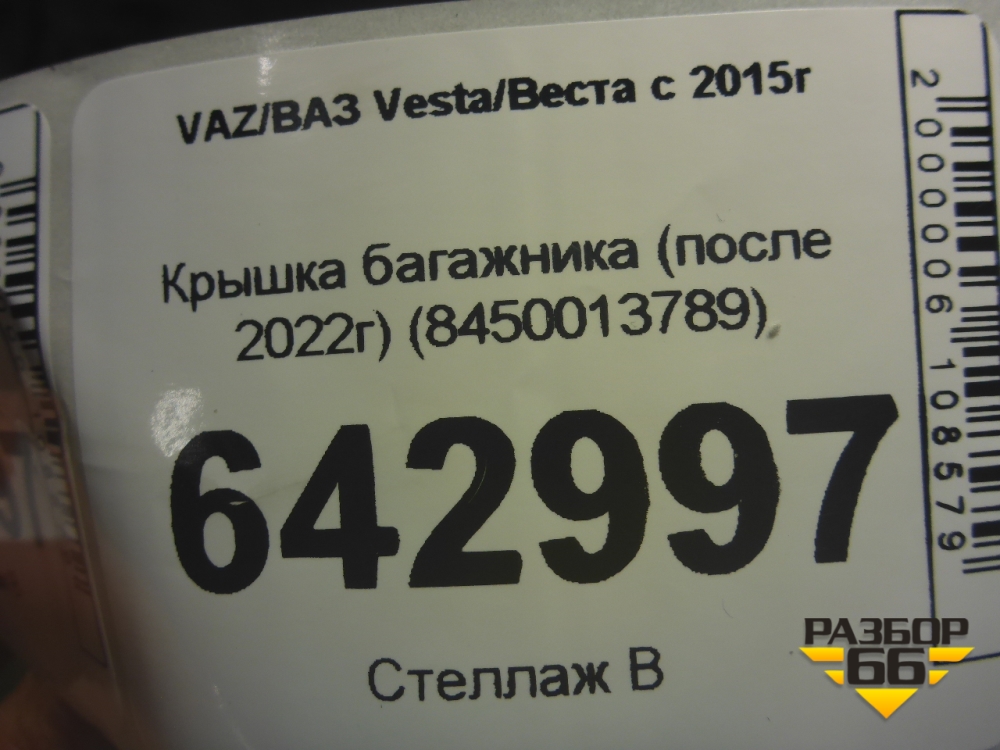 VAZ/ВАЗ Vesta/Веста с 2015г
Крышка багажника (после
2022г) (8450013789)
642997
Стеллаж В
2000006108579
РАЗБОР
66